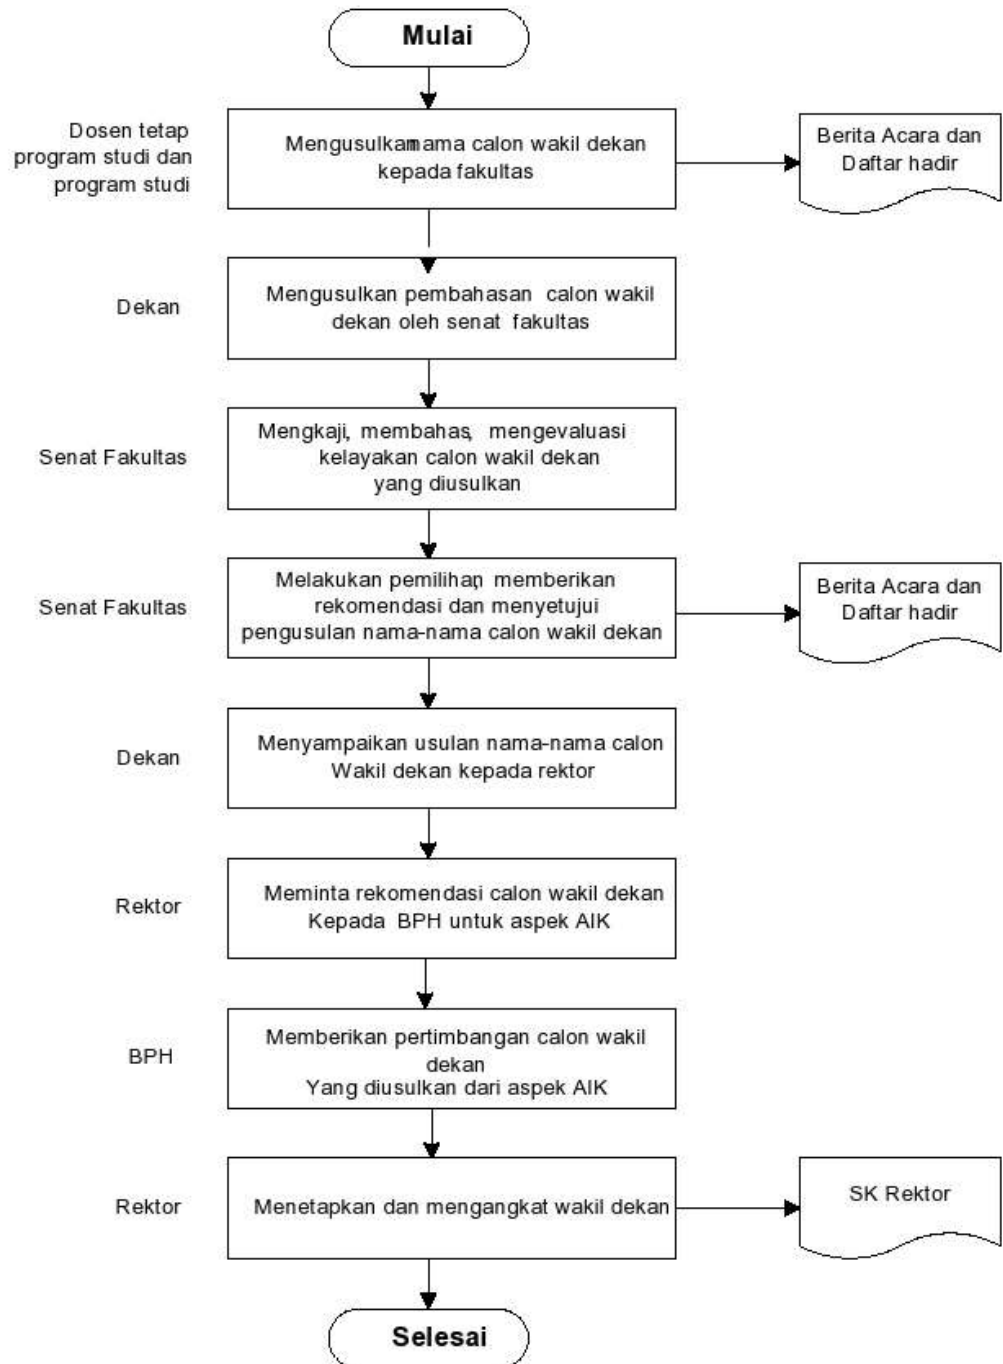 Mulai
Dosen tetap
program studi dan
program studi
Mengusulkanmama calon wakil dekan
kepada fakultas
Berita Acara dan
Daftar hadir
Dekan
Mengusulkan pembahasan calon wakil
dekan oleh senat fakultas
Senat Fakultas
Mengkaji, membahas, mengevaluasi
kelayakan calon wakil dekan
yang diusulkan
Senat Fakultas
Melakukan pemilihan, memberikan
rekomendasi dan menyetujui
pengusulan nama-nama calon wakil dekan
Berita Acara dan
Daftar hadir
Dekan
Menyampaikan usulan nama-nama calon
Wakil dekan kepada rektor
Rektor
Meminta rekomendasi calon wakil dekan
Kepada BPH untuk aspek AIK
BPH
Memberikan pertimbangan calon wakil
dekan
Yang diusulkan dari aspek AIK
Rektor
Menetapkan dan mengangkat wakil dekan
SK Rektor
Selesai